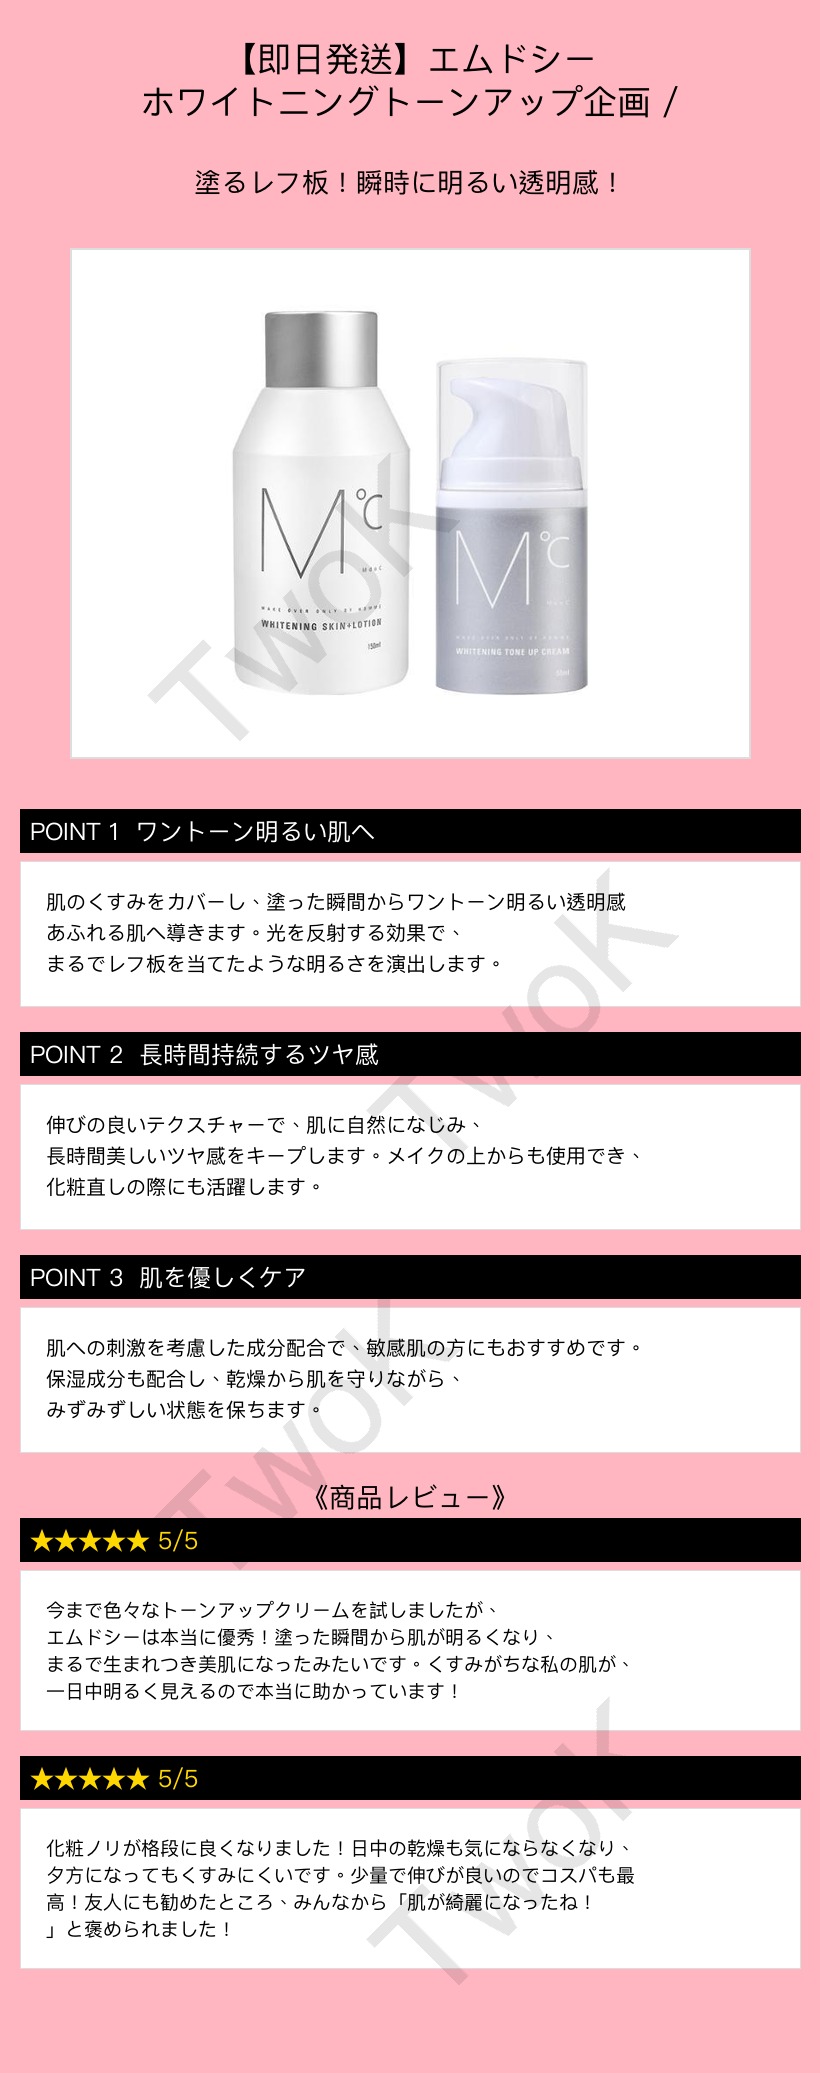 【即日発送】エムドシー
ホワイトニングトーンアップ企画 /
塗るレフ板！瞬時に明るい透明感！
M℃
MdoC
MAKE OVER ONLY OF HOMME
WHITENING SKIN+LOTION
150ml
M℃
MdoC
MAKE OVER ONLY OF HOMME
WHITENING TONE UP CREAM
TwoK
POINT 1 ワントーン明るい肌へ
肌のくすみをカバーし、塗った瞬間からワントーン明るい透明感
あふれる肌へ導きます。光を反射する効果で、
まるでレフ板を当てたような明るさを演出します。
TwoK
POINT 2 長時間持続するツヤ感
伸びの良いテクスチャーで、肌に自然になじみ、
長時間美しいツヤ感をキープします。メイクの上からも使用でき、
化粧直しの際にも活躍します。
POINT 3 肌を優しくケア
肌への刺激を考慮した成分配合で、敏感肌の方にもおすすめです。
保湿成分も配合し、乾燥から肌を守りながら、
みずみずしい状態を保ちます。
TwoK
《商品レビュー》
★★★★★ 5/5
今まで色々なトーンアップクリームを試しましたが、
エムドシーは本当に優秀！塗った瞬間から肌が明るくなり、
まるで生まれつき美肌になったみたいです。くすみがちな私の肌が、
一日中明るく見えるので本当に助かっています！
★★★★★ 5/5
化粧ノリが格段に良くなりました！日中の乾燥も気にならなくなり、
夕方になってもくすみにくいです。少量で伸びが良いのでコスパも最
高！友人にも勧めたところ、みんなから「肌が綺麗になったね！
」と褒められました！
TwoK